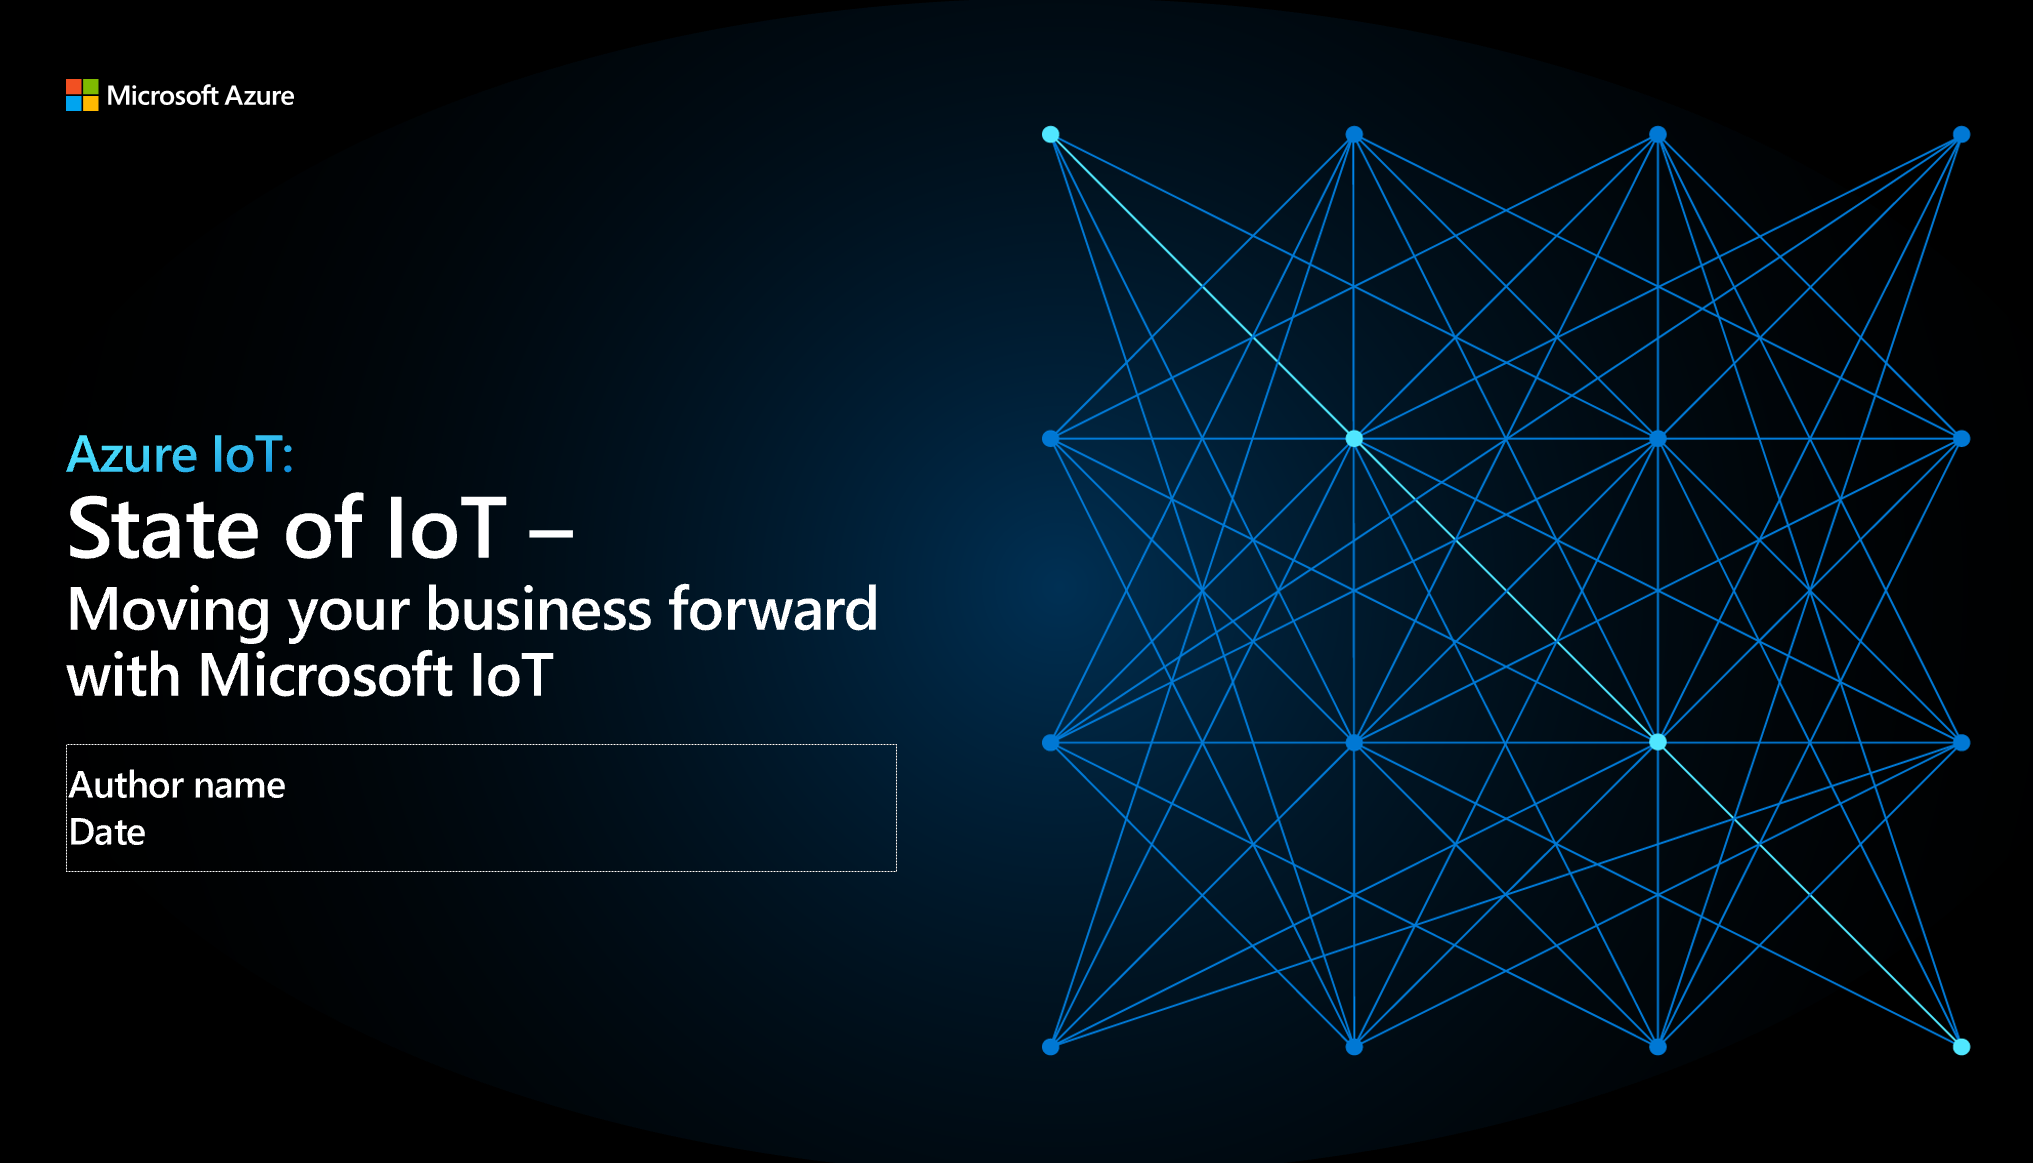 Microsoft Azure
Azure IoT:
State of IoT –
Moving your business forward
with Microsoft IoT
Author name
Date